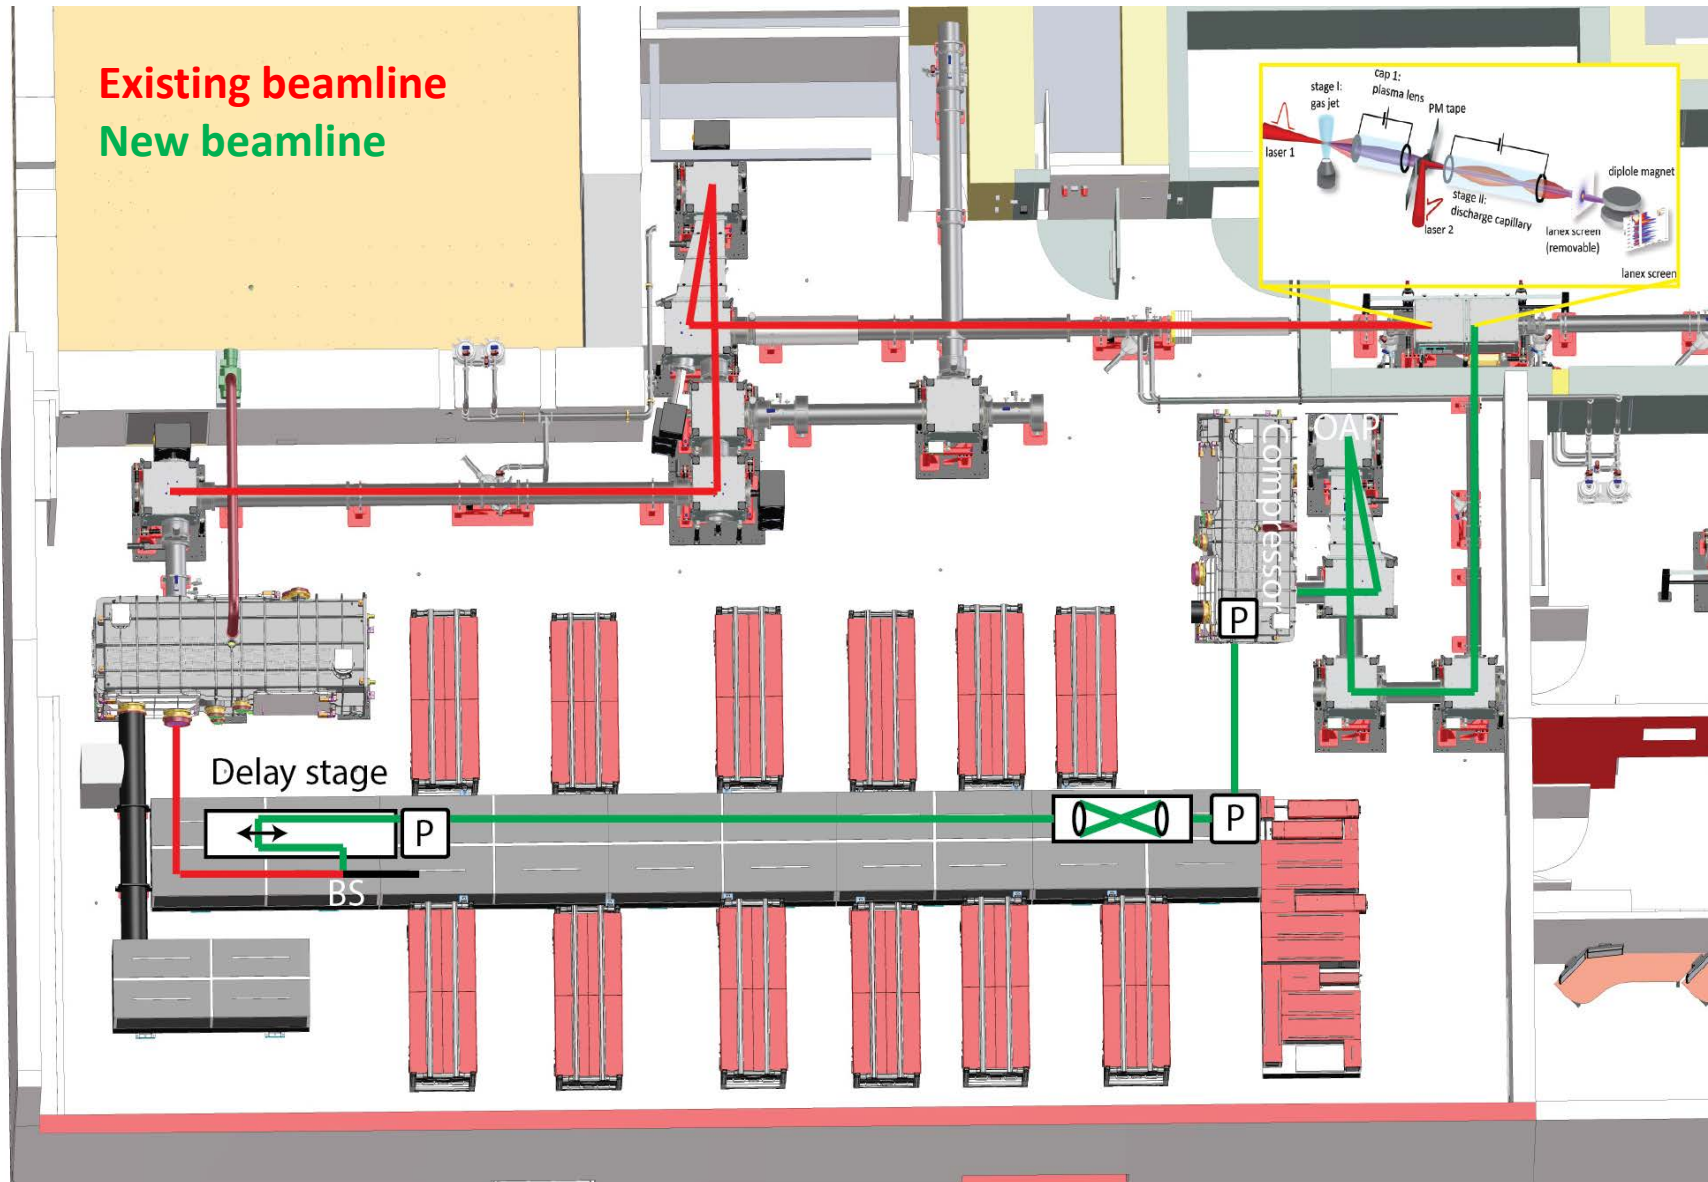 Existing beamline
New beamline
stage I:
gas jet
cap 1:
plasma lens
PM tape
laser 1
diplole magnet
stage II:
discharge capillary
laser 2
lanex screen
(removable)
lanex screen
OAP
Compressor
P
Delay stage
P
P
BS